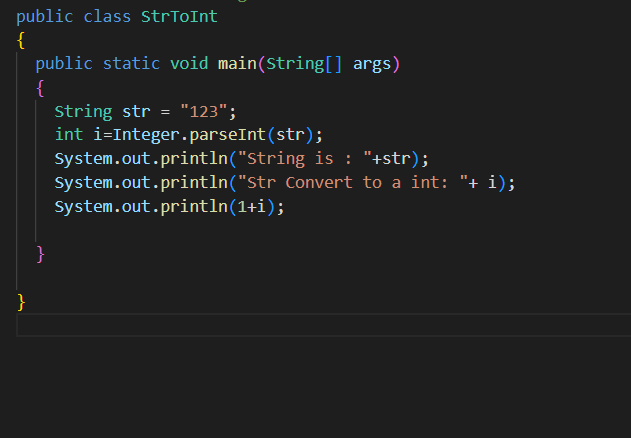 public class StrToInt
{
public static void main(String[] args)
{
String str = "123";
int i=Integer.parseInt(str);
System.out.println("String is : "+str);
System.out.println("Str Convert to a int: "+ i);
System.out.println(1+i);
}
}